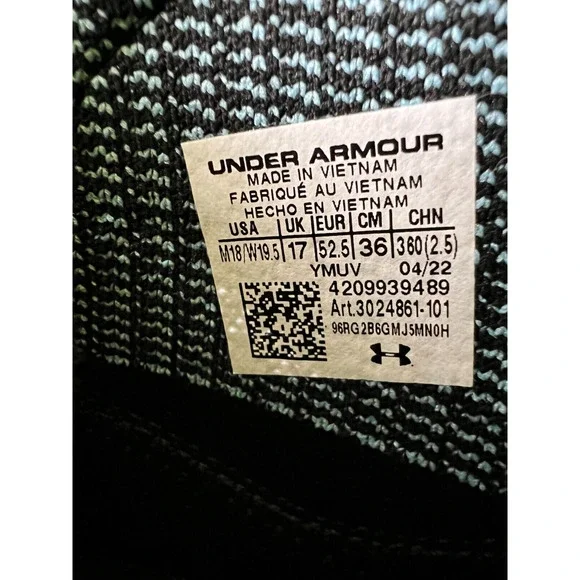 UNDER ARMOUR
MADE IN VIETNAM
FABRIQUÉ AU VIETNAM
HECHO EN VIETNAM
USA UK EUR CM CHN
M18/W19.5 17 52.5 36 360(2.5)
YMUV 04/22
4209939489
Art.3024861-101
96RG2B6GMJ5MN0H